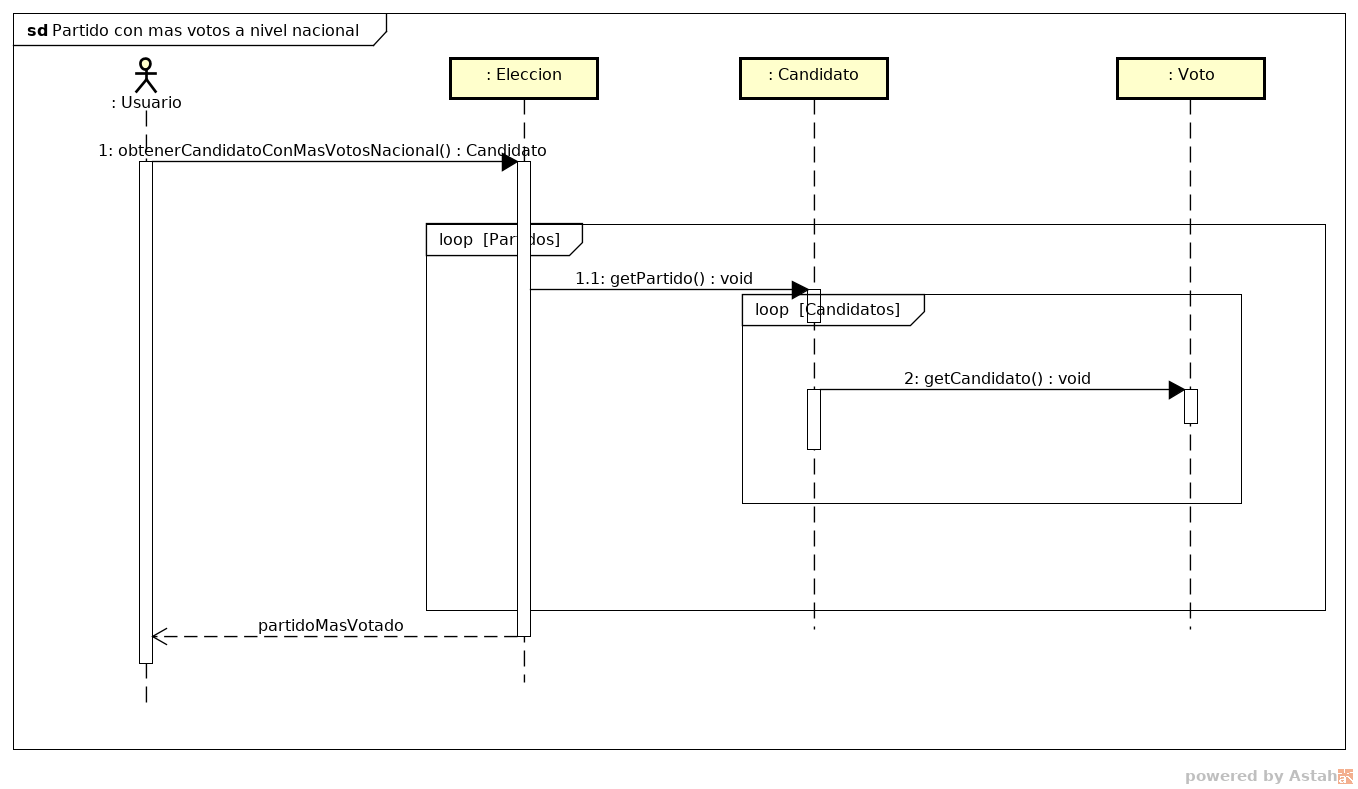 sd Partido con mas votos a nivel nacional
: Usuario
: Eleccion
: Candidato
: Voto
1: obtenerCandidatoConMasVotosNacional() : Candidato
loop [Partidos]
1.1: getPartido() : void
loop [Candidatos]
2: getCandidato() : void
partidoMasVotado
powered by Astah